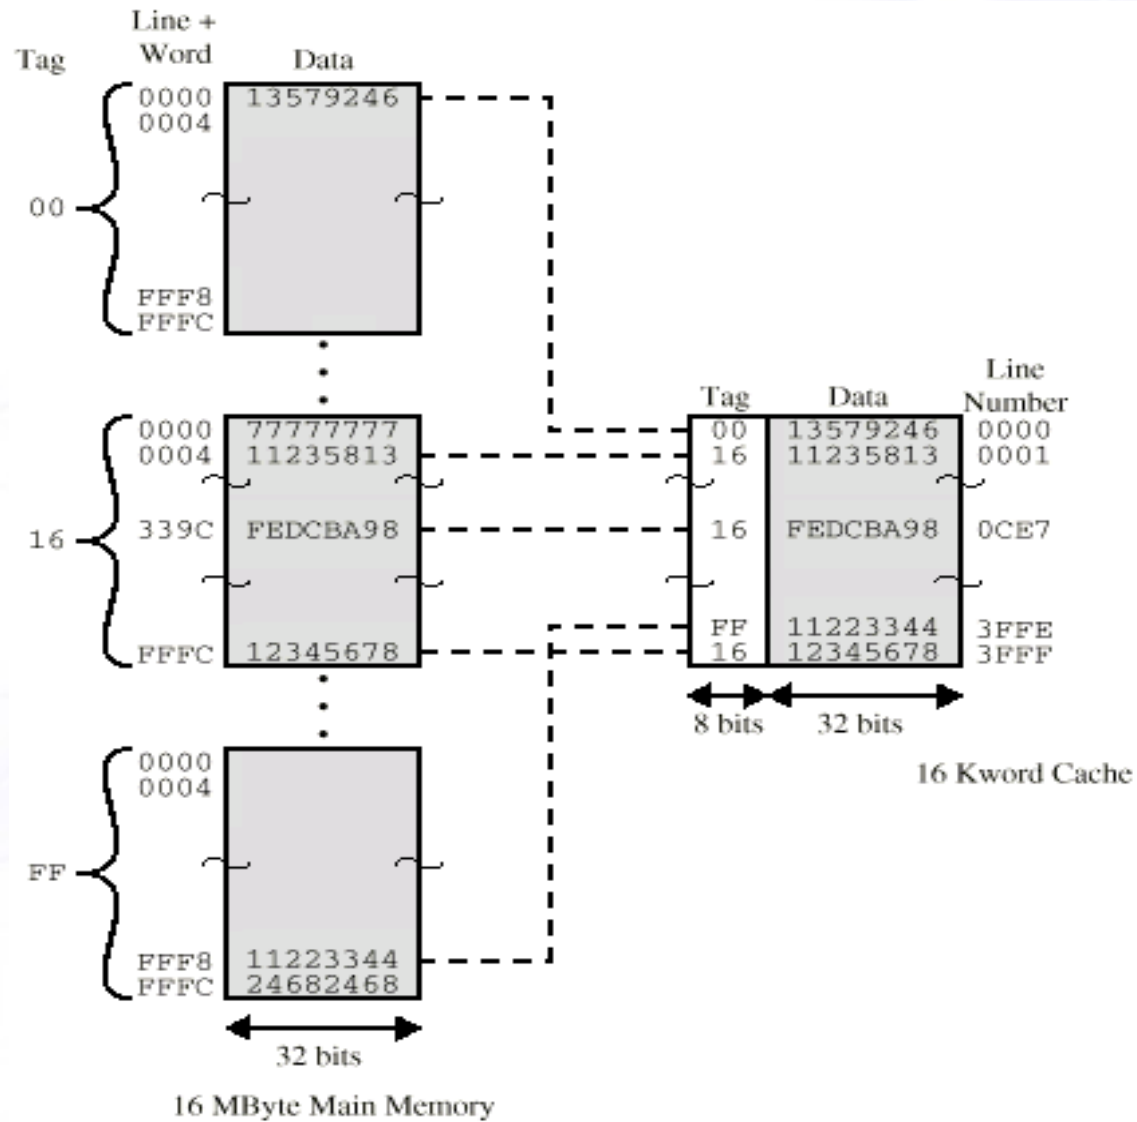 Line +
Tag Word Data
0000 13579246
0004
00
FFF8
FFFC
Tag Data Line
Number
0000 77777777 00 13579246 0000
0004 11235813 16 11235813 0001
16 339C FEDCBA98 16 FEDCBA98 0CE7
FF 11223344 3FFE
FFFC 12345678 16 12345678 3FFF
8 bits 32 bits
0000
0004
16 Kword Cache
FF
FFF8 11223344
FFFC 24682468
32 bits
16 MByte Main Memory